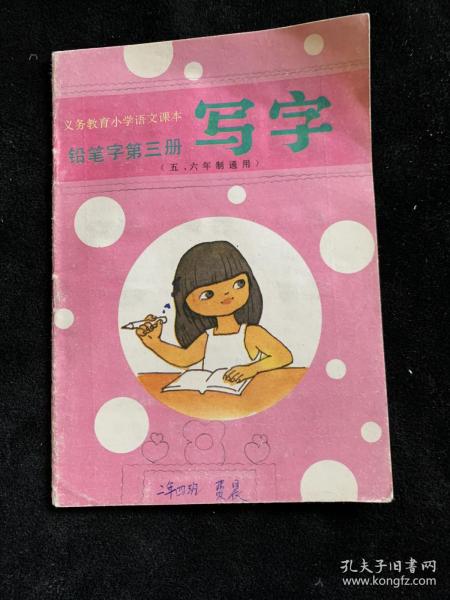 义务教育小学语文课本
写字
铅笔字第三册
(五、六年制通用)
二年四班
孔夫子旧书网
www.kongfz.com